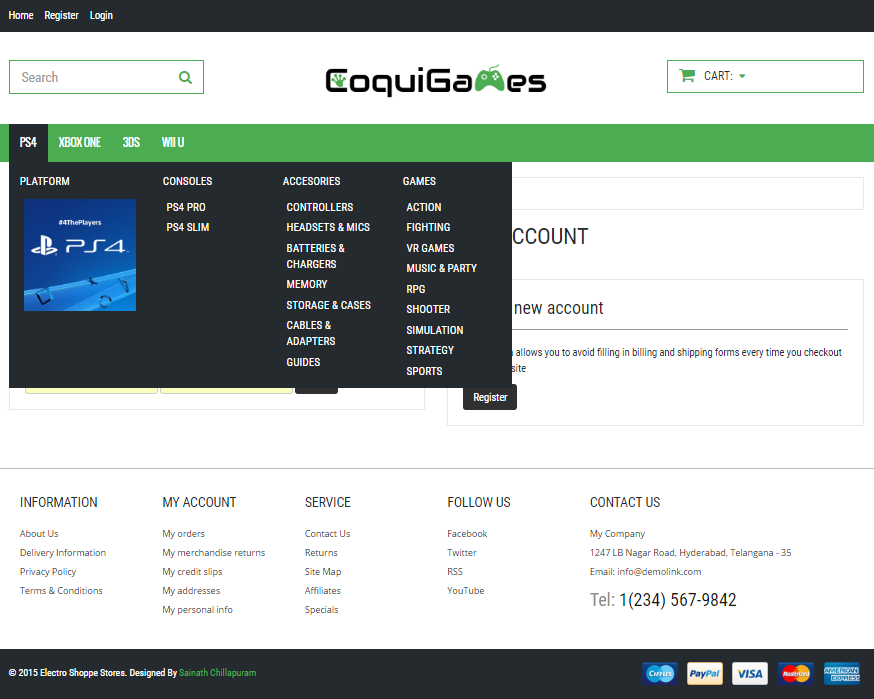 Home Register Login
Search
CoquiGames
CART:
PS4 XBOX ONE 3DS WII U
PLATFORM
#4ThePlayers
PS4
CONSOLES
PS4 PRO
PS4 SLIM
ACCESORIES
CONTROLLERS
HEADSETS & MICS
BATTERIES &
CHARGERS
MEMORY
STORAGE & CASES
CABLES &
ADAPTERS
GUIDES
GAMES
ACTION
FIGHTING
VR GAMES
MUSIC & PARTY
RPG
SHOOTER
SIMULATION
STRATEGY
SPORTS
CCOUNT
new account
allows you to avoid filling in billing and shipping forms every time you checkout
site
Register
INFORMATION
About Us
Delivery Information
Privacy Policy
Terms & Conditions
MY ACCOUNT
My orders
My merchandise returns
My credit slips
My addresses
My personal info
SERVICE
Contact Us
Returns
Site Map
Affiliates
Specials
FOLLOW US
Facebook
Twitter
RSS
YouTube
CONTACT US
My Company
1247 LB Nagar Road, Hyderabad, Telangana - 35
Email: info@demolink.com
Tel: 1(234) 567-9842
© 2015 Electro Shoppe Stores. Designed By Sainath Chillapuram
Cirrus PayPal VISA MasterCard AMERICAN EXPRESS